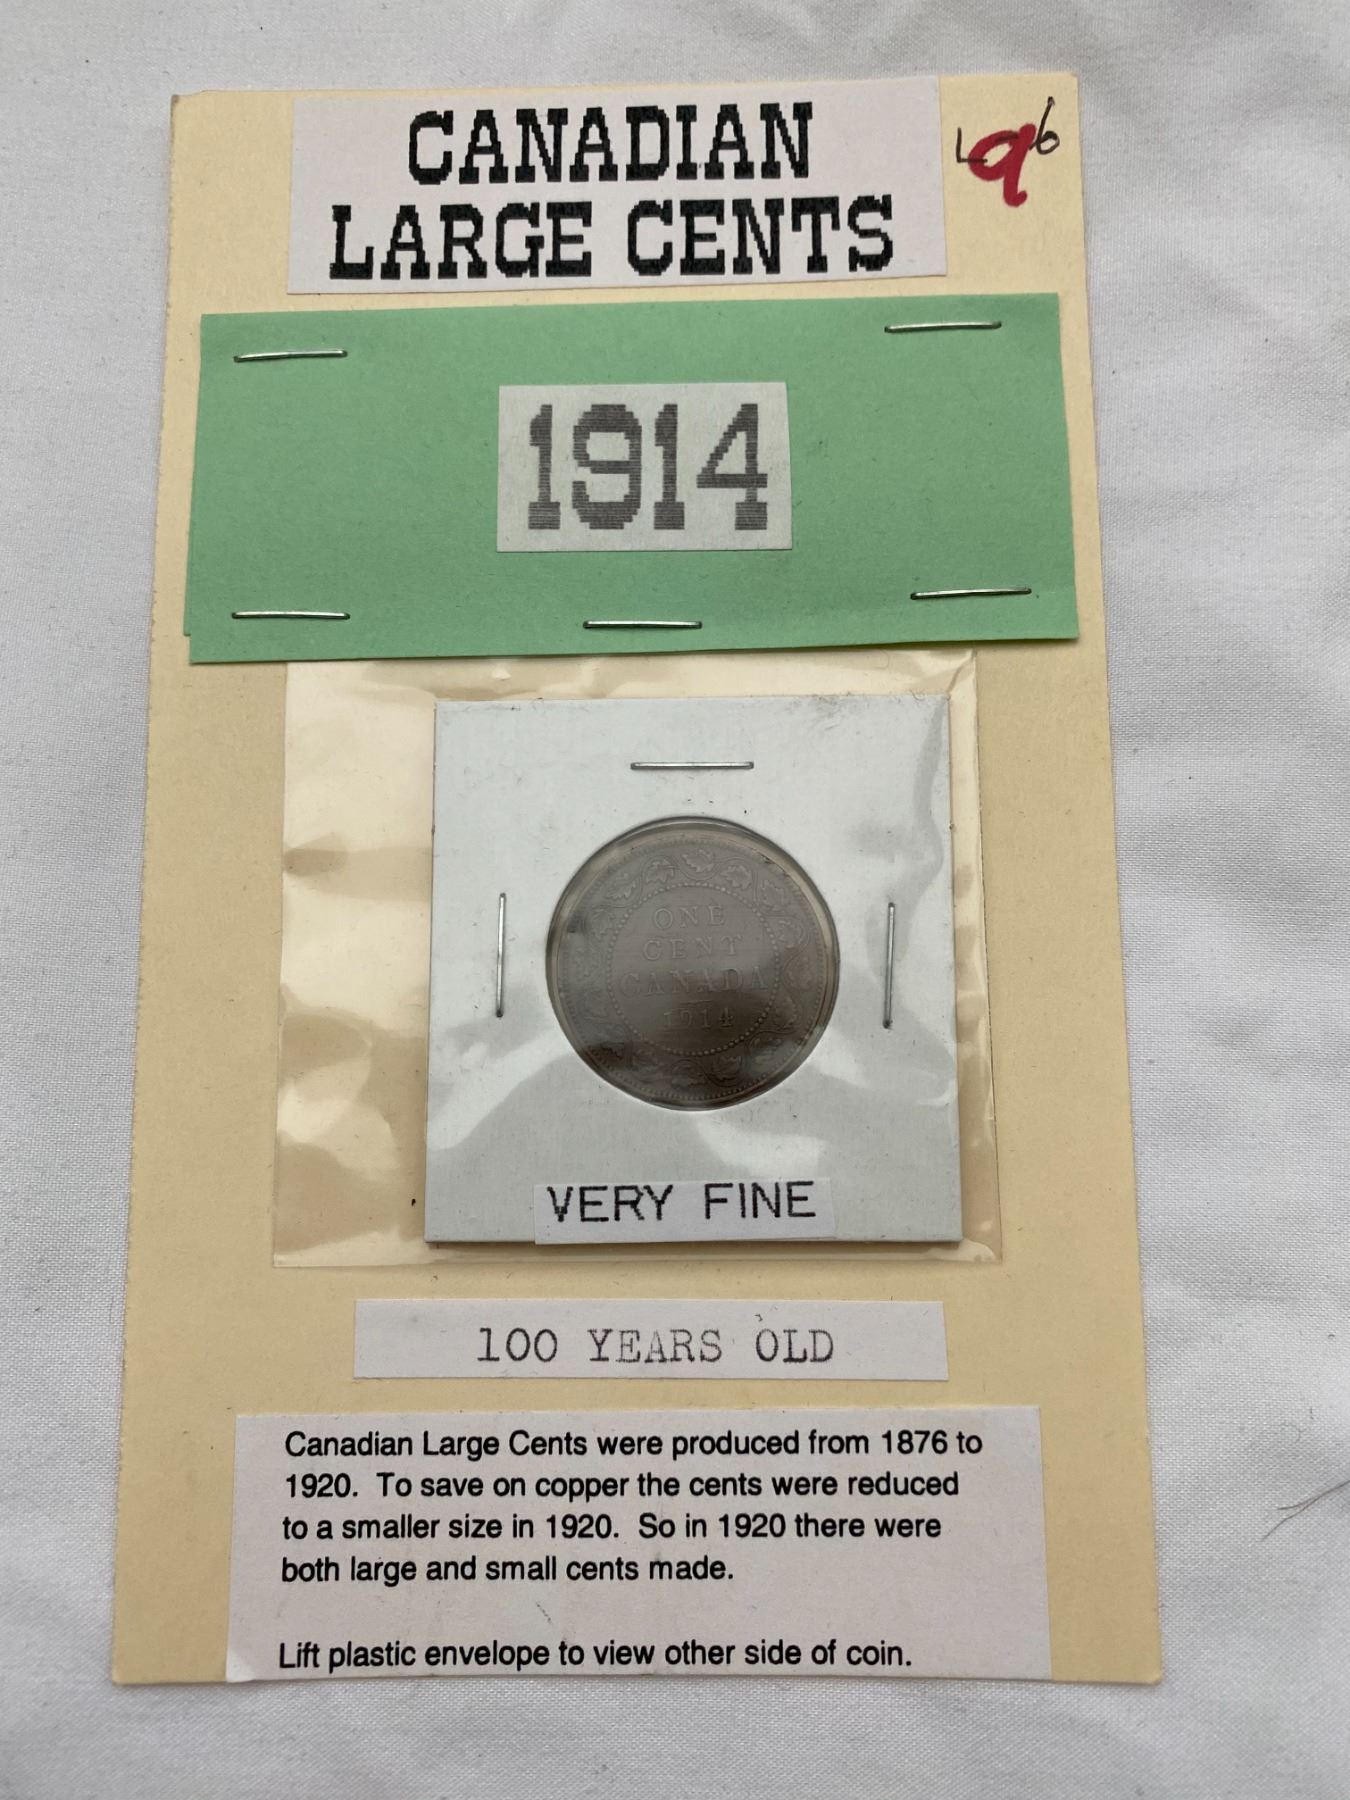 CANADIAN
LARGE CENTS
L 9 6
1914
ONE
CENT
CANADA
1914
VERY FINE
100 YEARS OLD
Canadian Large Cents were produced from 1876 to
1920. To save on copper the cents were reduced
to a smaller size in 1920. So in 1920 there were
both large and small cents made.
Lift plastic envelope to view other side of coin.